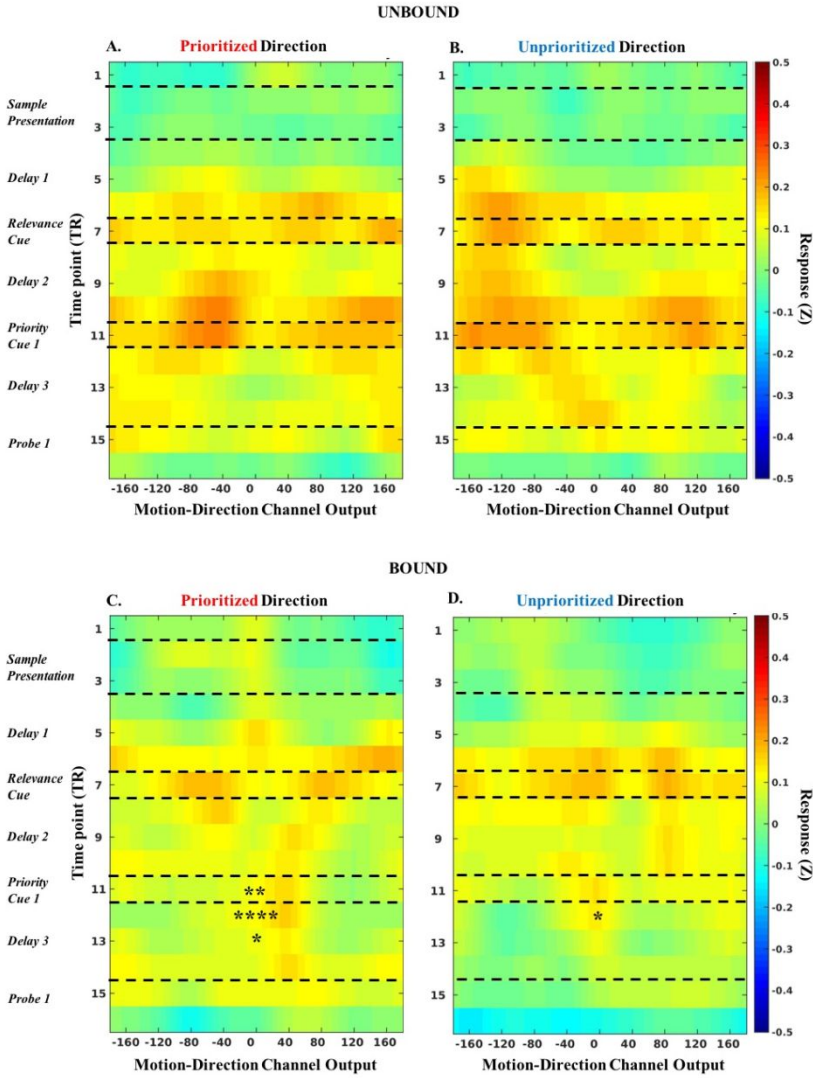 UNBOUND
A. Prioritized Direction
B. Unprioritized Direction
Time point (TR)
Sample
Presentation
Delay 1
Relevance
Cue
Delay 2
Priority
Cue 1
Delay 3
Probe 1
1
3
5
7
9
11
13
15
-160 -120 -80 -40 0 40 80 120 160
Motion-Direction Channel Output
1
3
5
7
9
11
13
15
-160 -120 -80 -40 0 40 80 120 160
Motion-Direction Channel Output
0.5
0.4
0.3
0.2
0.1
0
-0.1
-0.2
-0.3
-0.4
-0.5
Response (Z)
BOUND
C. Prioritized Direction
D. Unprioritized Direction
Time point (TR)
Sample
Presentation
Delay 1
Relevance
Cue
Delay 2
Priority
Cue 1
Delay 3
Probe 1
1
3
5
7
9
11
13
15
**
****
*
-160 -120 -80 -40 0 40 80 120 160
Motion-Direction Channel Output
1
3
5
7
9
11
13
15
*
-160 -120 -80 -40 0 40 80 120 160
Motion-Direction Channel Output
0.5
0.4
0.3
0.2
0.1
0
-0.1
-0.2
-0.3
-0.4
-0.5
Response (Z)